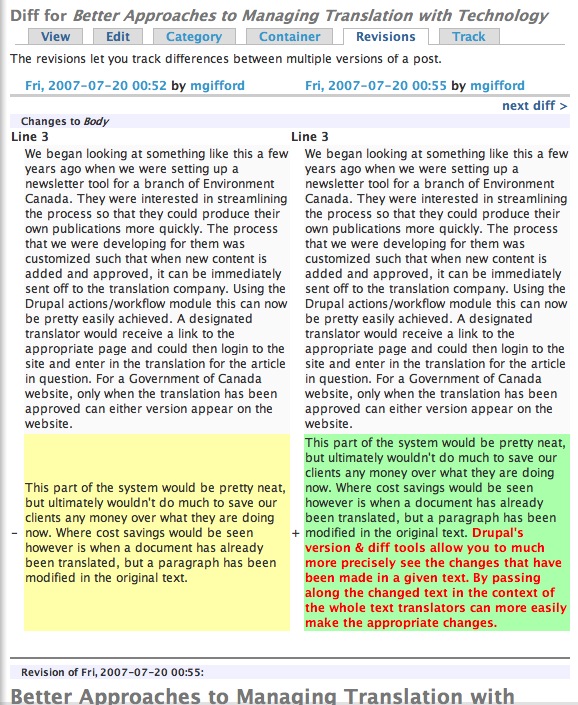 Diff for Better Approaches to Managing Translation with Technology
View Edit Category Container Revisions Track
The revisions let you track differences between multiple versions of a post.
Fri, 2007-07-20 00:52 by mgifford
Fri, 2007-07-20 00:55 by mgifford
next diff >
Changes to Body
Line 3
We began looking at something like this a few
years ago when we were setting up a
newsletter tool for a branch of Environment
Canada. They were interested in streamlining
the process so that they could produce their
own publications more quickly. The process
that we were developing for them was
customized such that when new content is
added and approved, it can be immediately
sent off to the translation company. Using the
Drupal actions/workflow module this can now
be pretty easily achieved. A designated
translator would receive a link to the
appropriate page and could then login to the
site and enter in the translation for the article
in question. For a Government of Canada
website, only when the translation has been
approved can either version appear on the
website.
This part of the system would be pretty neat,
but ultimately wouldn't do much to save our
clients any money over what they are doing
- now. Where cost savings would be seen
however is when a document has already
been translated, but a paragraph has been
modified in the original text.
Line 3
We began looking at something like this a few
years ago when we were setting up a
newsletter tool for a branch of Environment
Canada. They were interested in streamlining
the process so that they could produce their
own publications more quickly. The process
that we were developing for them was
customized such that when new content is
added and approved, it can be immediately
sent off to the translation company. Using the
Drupal actions/workflow module this can now
be pretty easily achieved. A designated
translator would receive a link to the
appropriate page and could then login to the
site and enter in the translation for the article
in question. For a Government of Canada
website, only when the translation has been
approved can either version appear on the
website.
This part of the system would be pretty neat,
but ultimately wouldn't do much to save our
clients any money over what they are doing
now. Where cost savings would be seen
however is when a document has already
been translated, but a paragraph has been
+ modified in the original text. Drupal's
version & diff tools allow you to much
more precisely see the changes that have
been made in a given text. By passing
along the changed text in the context of
the whole text translators can more easily
make the appropriate changes.
Revision of Fri, 2007-07-20 00:55:
Better Approaches to Managing Translation with